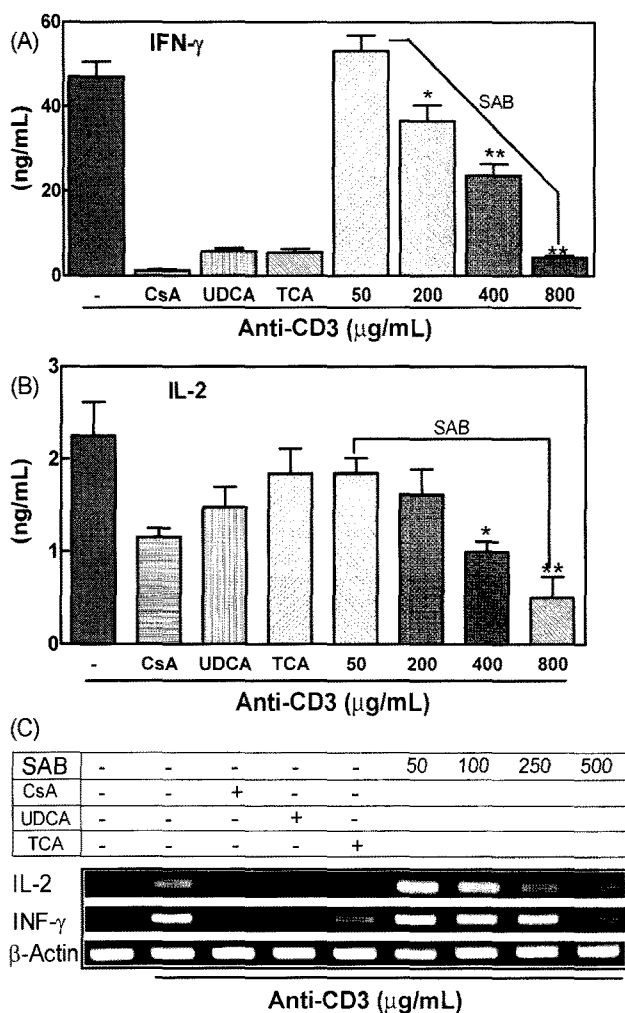 (A)
IFN-γ
60
40
20
0
(ng/mL)
SAB
*
**
**
- CsA UDCA TCA 50 200 400 800
Anti-CD3 (μg/mL)
(B)
IL-2
3
2
1
0
(ng/mL)
SAB
*
**
- CsA UDCA TCA 50 200 400 800
Anti-CD3 (μg/mL)
(C)
SAB - - - - - 50 100 250 500
CsA - - + - -
UDCA - - - + -
TCA - - - - +
IL-2
INF-γ
β-Actin
Anti-CD3 (μg/mL)